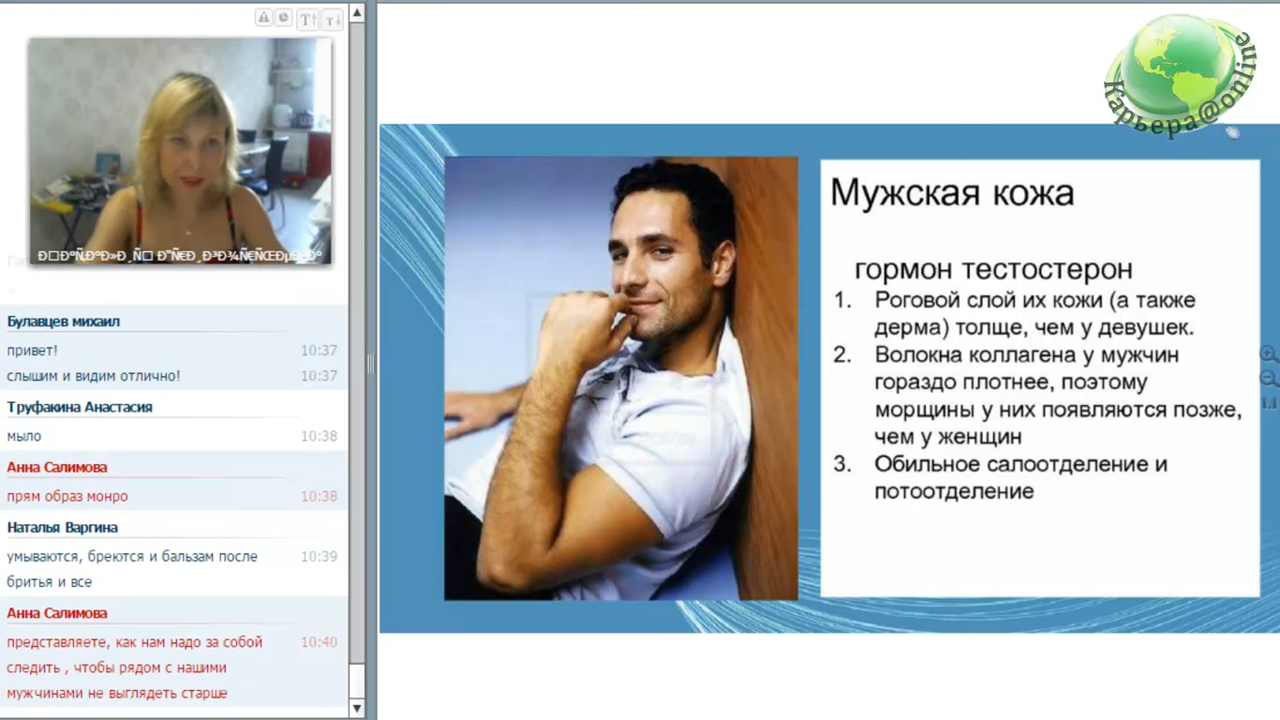 Булавцев михаил
привет! 10:37
слышим и видим отлично! 10:37
Труфакина Анастасия
мыло 10:38
Анна Салимова
прям образ монро 10:38
Наталья Варгина
умываются, бреются и бальзам после 10:39
бритья и все
Анна Салимова
представляете, как нам надо за собой 10:40
следить , чтобы рядом с нашими
мужчинами не выглядеть старше
Карьера@online
Мужская кожа
гормон тестостерон
1. Роговой слой их кожи (а также
дерма) толще, чем у девушек.
2. Волокна коллагена у мужчин
гораздо плотнее, поэтому
морщины у них появляются позже,
чем у женщин
3. Обильное салоотделение и
потоотделение
1:1